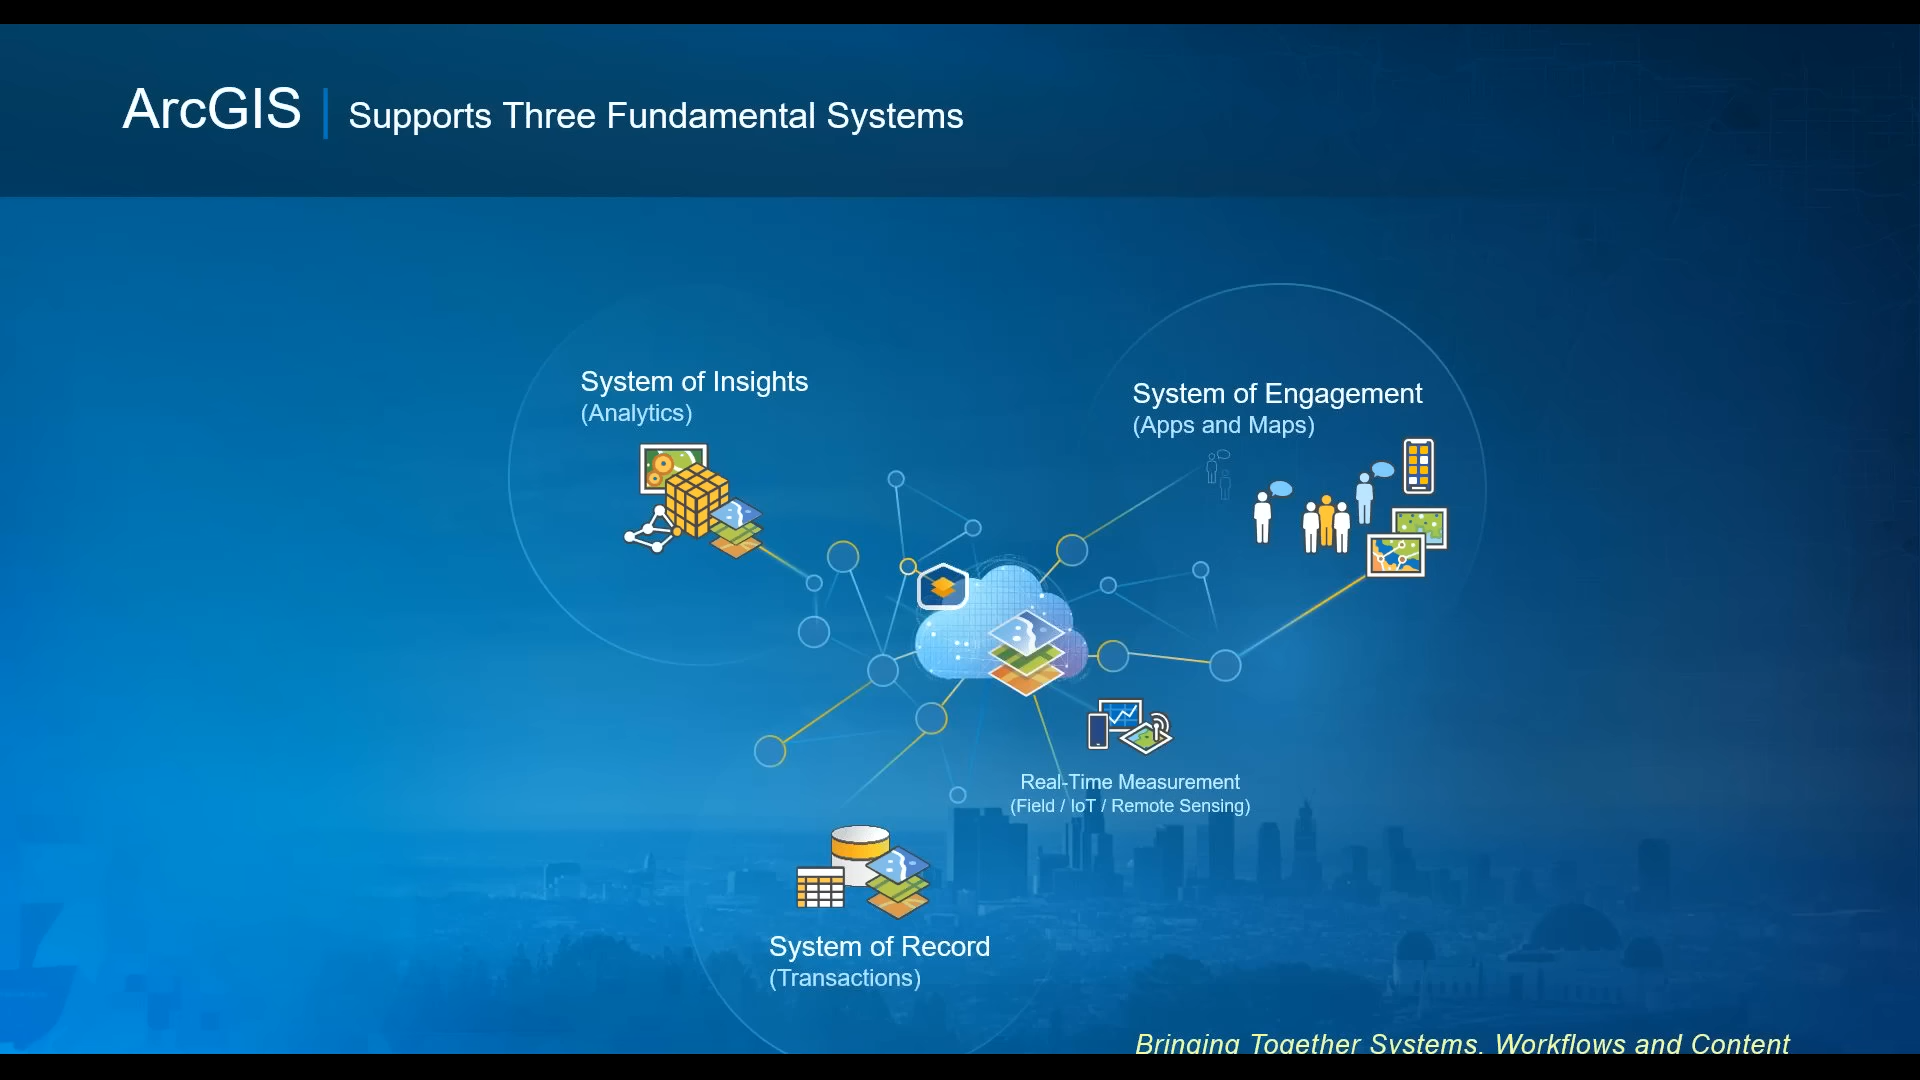 ArcGIS | Supports Three Fundamental Systems
System of Insights
(Analytics)
System of Engagement
(Apps and Maps)
Real-Time Measurement
(Field / IoT / Remote Sensing)
System of Record
(Transactions)
Bringing Together Systems, Workflows and Content